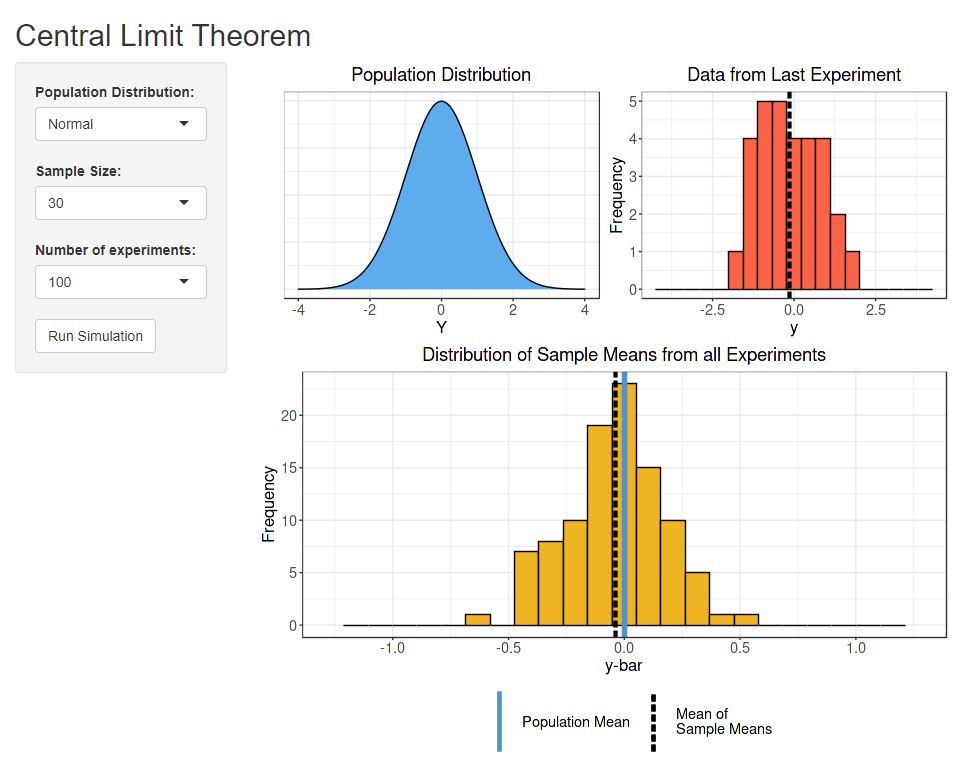 Central Limit Theorem
Population Distribution:
Normal
Sample Size:
30
Number of experiments:
100
Run Simulation
Population Distribution
-4 -2 0 2 4
Y
Data from Last Experiment
Frequency
5
4
3
2
1
0
-2.5 0.0 2.5
y
Distribution of Sample Means from all Experiments
Frequency
20
15
10
5
0
-1.0 -0.5 0.0 0.5 1.0
y-bar
Population Mean
Mean of
Sample Means